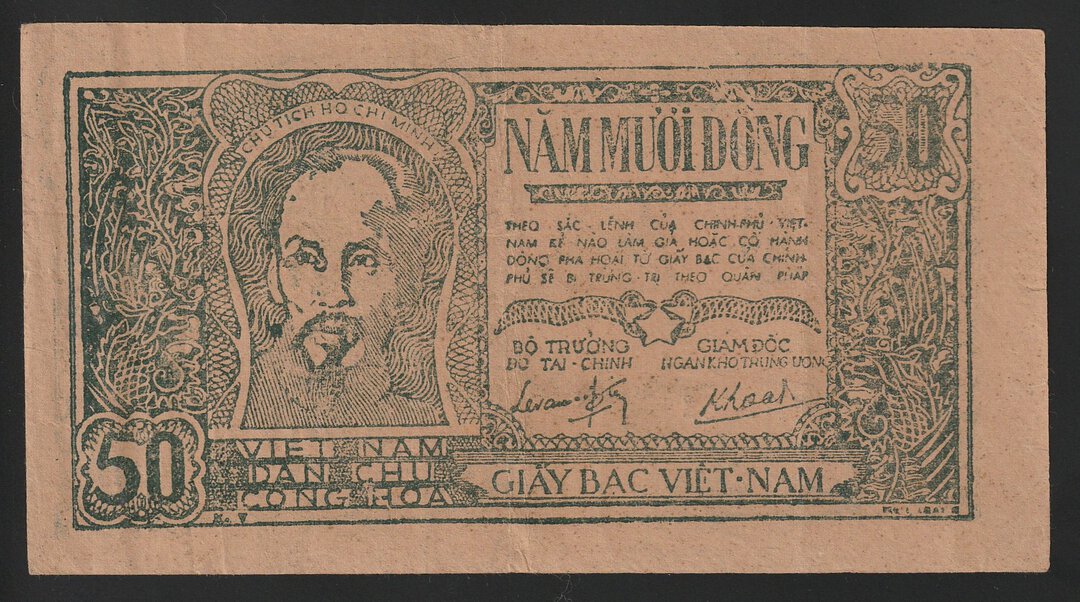 CHỦ TỊCH HỒ CHÍ MINH
NĂM MƯƠI ĐỒNG
50
THEO SẮC-LỆNH CỦA CHÍNH-PHỦ VIỆT-
NAM KẺ NÀO LÀM GIẢ HOẶC CÓ HÀNH
ĐỘNG PHÁ HOẠI TỜ GIẤY BẠC CỦA CHÍNH-
PHỦ SẼ BỊ TRỪNG-TRỊ THEO QUÂN PHÁP
BỘ TRƯỞNG
BỘ TÀI-CHÍNH
GIÁM ĐỐC
NGÂN KHỐ TRUNG ƯƠNG
50
VIỆT NAM
DÂN CHỦ
CỘNG HÒA
GIẤY BẠC VIỆT-NAM